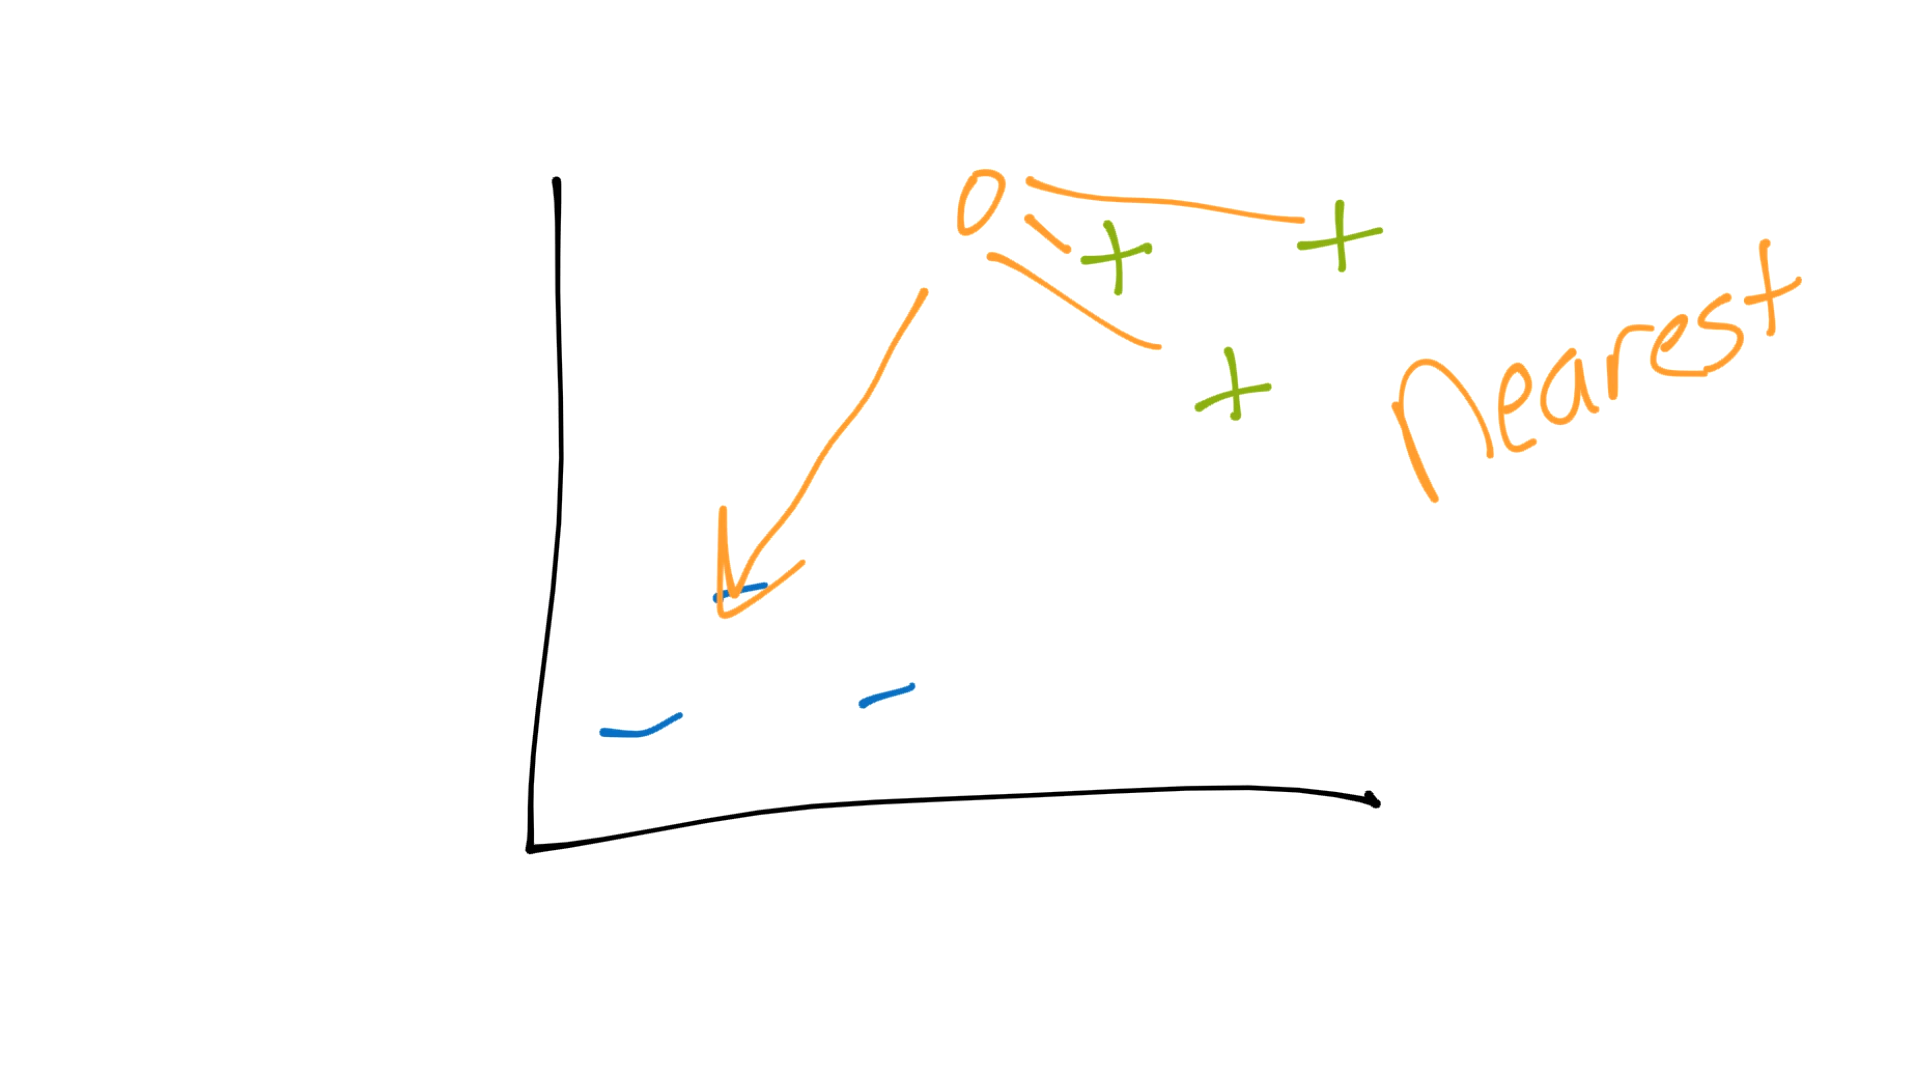 O + +
+
nearest
- 
- -